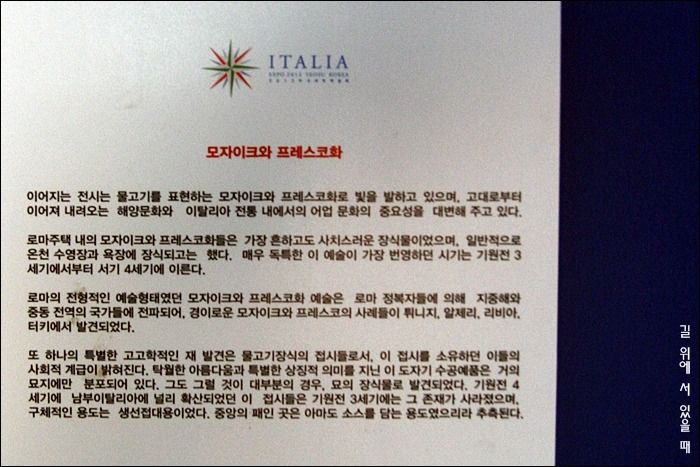 ITALIA
EXPO 2012 YEOSU KOREA
모자이크와 프레스코화
이어지는 전시는 물고기를 표현하는 모자이크와 프레스코화로 빛을 발하고 있으며, 고대로부터
이어져 내려오는 해양문화와 이탈리아 전통 내에서의 어업 문화의 중요성을 대변해 주고 있다.
로마주택 내의 모자이크와 프레스코화들은 가장 흔하고도 사치스러운 장식물이었으며, 일반적으로
온천 수영장과 욕장에 장식되고는 했다. 매우 독특한 이 예술이 가장 번영하던 시기는 기원전 3
세기에서부터 서기 4세기에 이른다.
로마의 전형적인 예술형태였던 모자이크와 프레스코화 예술은 로마 정복자들에 의해 지중해와
중동 전역의 국가들에 전파되어, 경이로운 모자이크와 프레스코의 사례들이 튀니지, 알제리, 리비아,
터키에서 발견되었다.
또 하나의 특별한 고고학적인 재 발견은 물고기장식의 접시들로서, 이 접시를 소유하던 이들의
사회적 계급이 밝혀진다. 탁월한 아름다움과 특별한 상징적 의미를 지닌 이 도자기 수공예품은 거의
묘지에만 분포되어 있다. 그도 그럴 것이 대부분의 경우, 묘의 장식물로 발견되었다. 기원전 4
세기에 남부이탈리아에 널리 확산되었던 이 접시들은 기원전 3세기에는 그 존재가 사라졌으며,
구체적인 용도는 생선접대용이었다. 중앙의 패인 곳은 아마도 소스를 담는 용도였으리라 추측된다.
길 위에 서 있을 때